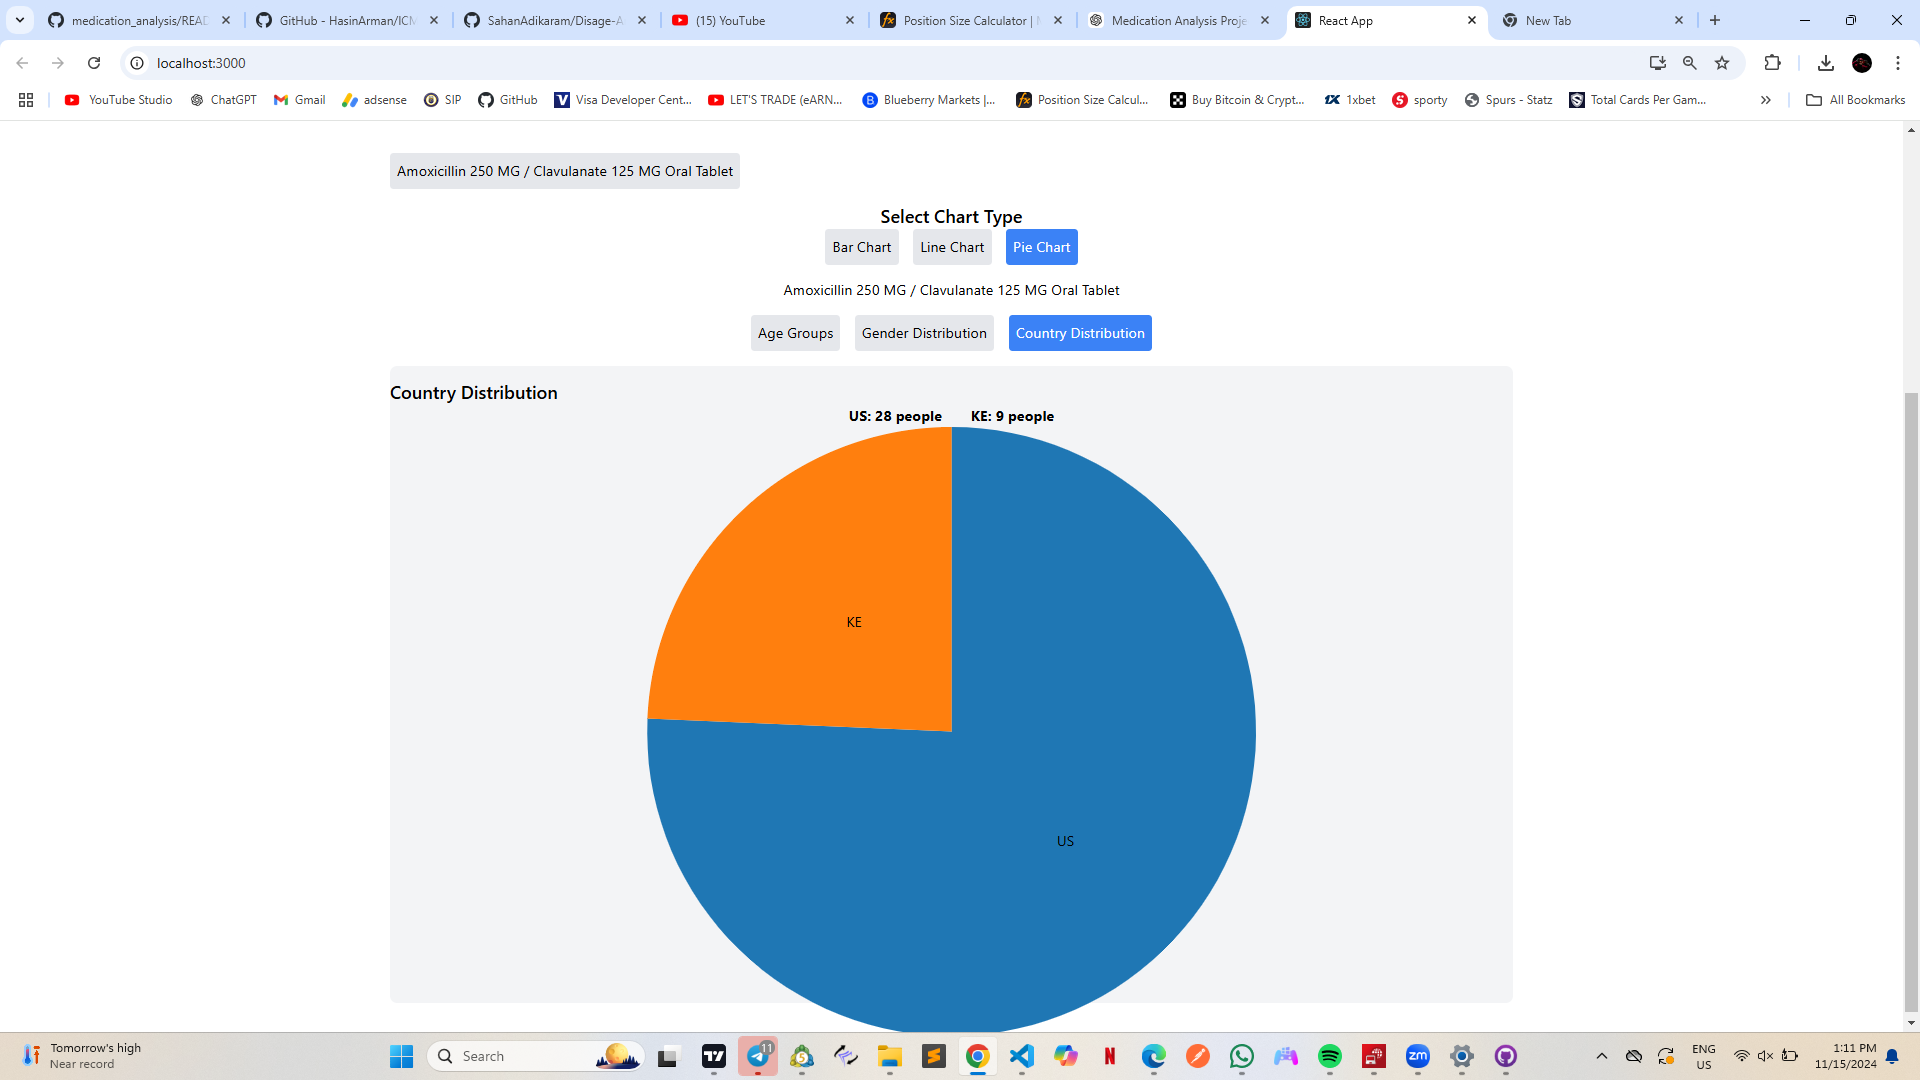 medication_analysis/READ
GitHub - HasinArman/ICM
SahanAdikaram/Disage-A
(15) YouTube
Position Size Calculator | M
Medication Analysis Proje
React App
New Tab
localhost:3000
YouTube Studio
ChatGPT
Gmail
adsense
SIP
GitHub
Visa Developer Cent...
LET'S TRADE (eARN...
Blueberry Markets |...
Position Size Calcul...
Buy Bitcoin & Crypt...
1xbet
sporty
Spurs - Statz
Total Cards Per Gam...
All Bookmarks
Amoxicillin 250 MG / Clavulanate 125 MG Oral Tablet
Select Chart Type
Bar Chart
Line Chart
Pie Chart
Amoxicillin 250 MG / Clavulanate 125 MG Oral Tablet
Age Groups
Gender Distribution
Country Distribution
Country Distribution
US: 28 people
KE: 9 people
KE
US
Tomorrow's high
Near record
Search
11
zm
ENG
US
1:11 PM
11/15/2024